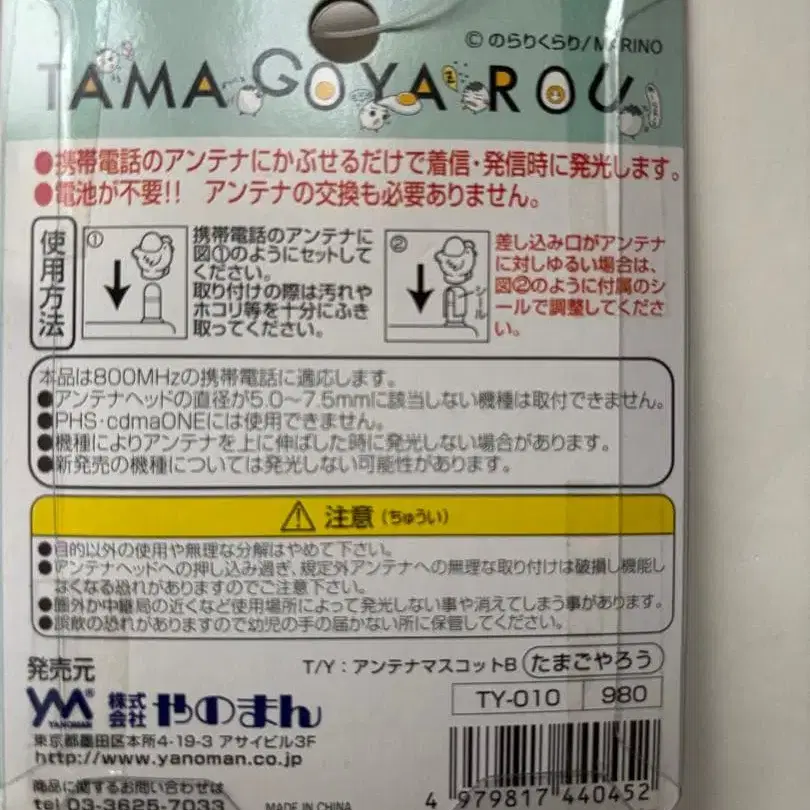 © のらりくらり/MARINO
TAMAGOYAROU
●携帯電話のアンテナにかぶせるだけで着信・発信時に発光します。
●電池が不要!! アンテナの交換も必要ありません。
使用方法
①
携帯電話のアンテナに
図①のようにセットして
ください。
取り付けの際は汚れや
ホコリ等を十分にふき
取ってください。
②
シール
差し込み口がアンテナ
に対しゆるい場合は、
図②のように付属のシ
ールで調整してくださ
い。
本品は800MHzの携帯電話に適応します。
●アンテナヘッドの直径が5.0〜7.5mmに該当しない機種は取付できません。
●PHS・cdmaONEには使用できません。
●機種によりアンテナを上に伸ばした時に発光しない場合があります。
●新発売の機種については発光しない可能性があります。
注意(ちゅうい)
●目的以外の使用や無理な分解はやめて下さい。
●アンテナヘッドへの押し込み過ぎ、規定外アンテナへの無理な取り付けは破損し機能し
なくなる恐れがありますのでご注意下さい。
●圏外か中継局の近くなど使用場所によって発光しない事や消えてしまう事があります。
●誤飲の恐れがありますので幼児の手の届かない所に保管してください。
発売元
T/Y:アンテナマスコットB たまごやろう
YM® YANOMAN 株式会社 やのまん
TY-010 980
東京都墨田区本所4-19-3 アサイビル3F
http://www.yanoman.co.jp
商品に関するお問い合わせは
tel 03-3625-7033
MADE IN CHINA
4 979817 440452